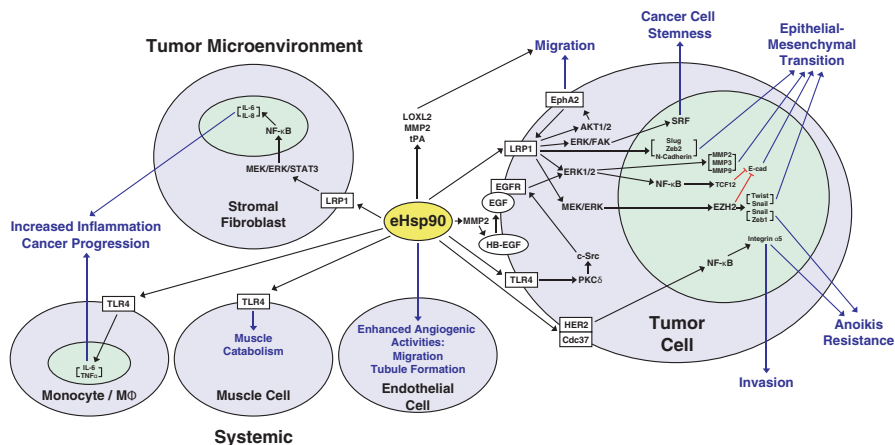 Tumor Microenvironment
IL-6
IL-8
NF-κB
MEK/ERK/STAT3
Stromal
Fibroblast
LRP1
Increased Inflammation
Cancer Progression
TLR4
IL-6
TNFα
Monocyte / MΦ
TLR4
Muscle
Catabolism
Muscle Cell
Systemic
Enhanced Angiogenic
Activities:
Migration
Tubule Formation
Endothelial
Cell
eHsp90
LOXL2
MMP2
tPA
MMP2
HB-EGF
EGF
EGFR
LRP1
EphA2
Migration
Cancer Cell
Stemness
Epithelial-
Mesenchymal
Transition
AKT1/2
ERK/FAK
SRF
Slug
Zeb2
N-Cadherin
ERK1/2
MMP2
MMP3
MMP9
E-cad
NF-κB
TCF12
MEK/ERK
EZH2
Twist
Snail
Snail
Zeb1
c-Src
TLR4
PKCδ
Integrin α5
NF-κB
HER2
Cdc37
Tumor
Cell
Anoikis
Resistance
Invasion